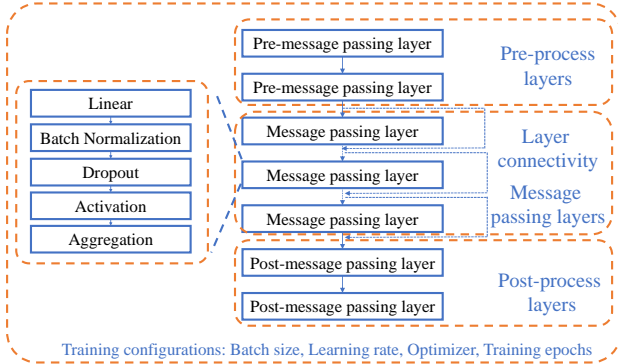 Pre-message passing layer
Pre-message passing layer
Pre-process
layers
Linear
Batch Normalization
Dropout
Activation
Aggregation
Message passing layer
Message passing layer
Message passing layer
Layer
connectivity
Message
passing layers
Post-message passing layer
Post-message passing layer
Post-process
layers
Training configurations: Batch size, Learning rate, Optimizer, Training epochs